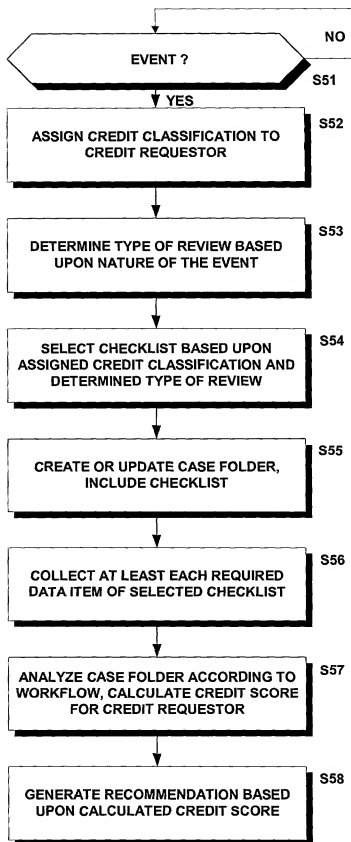 NO
EVENT ?
S51
YES
S52
ASSIGN CREDIT CLASSIFICATION TO
CREDIT REQUESTOR
S53
DETERMINE TYPE OF REVIEW BASED
UPON NATURE OF THE EVENT
S54
SELECT CHECKLIST BASED UPON
ASSIGNED CREDIT CLASSIFICATION AND
DETERMINED TYPE OF REVIEW
S55
CREATE OR UPDATE CASE FOLDER,
INCLUDE CHECKLIST
S56
COLLECT AT LEAST EACH REQUIRED
DATA ITEM OF SELECTED CHECKLIST
S57
ANALYZE CASE FOLDER ACCORDING TO
WORKFLOW, CALCULATE CREDIT SCORE
FOR CREDIT REQUESTOR
S58
GENERATE RECOMMENDATION BASED
UPON CALCULATED CREDIT SCORE